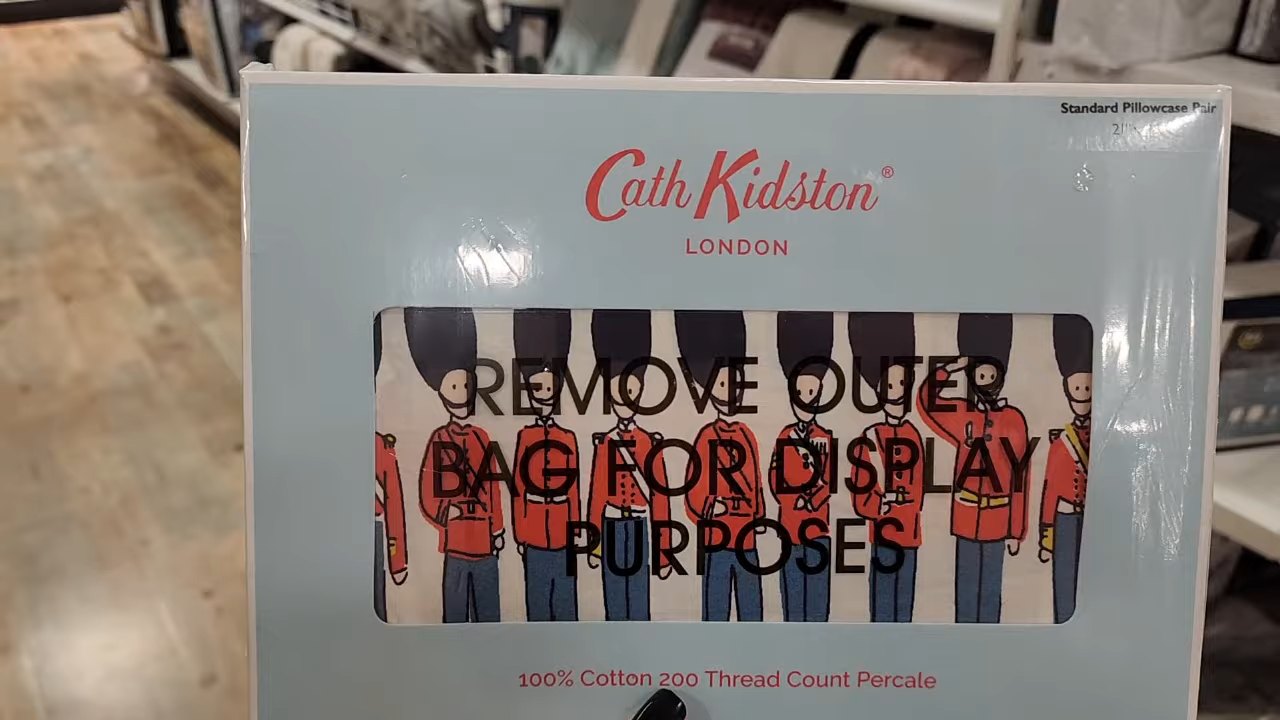 Standard Pillowcase Pair
Cath Kidston®
LONDON
REMOVE OUTER
BAG FOR DISPLAY
PURPOSES
100% Cotton 200 Thread Count Percale